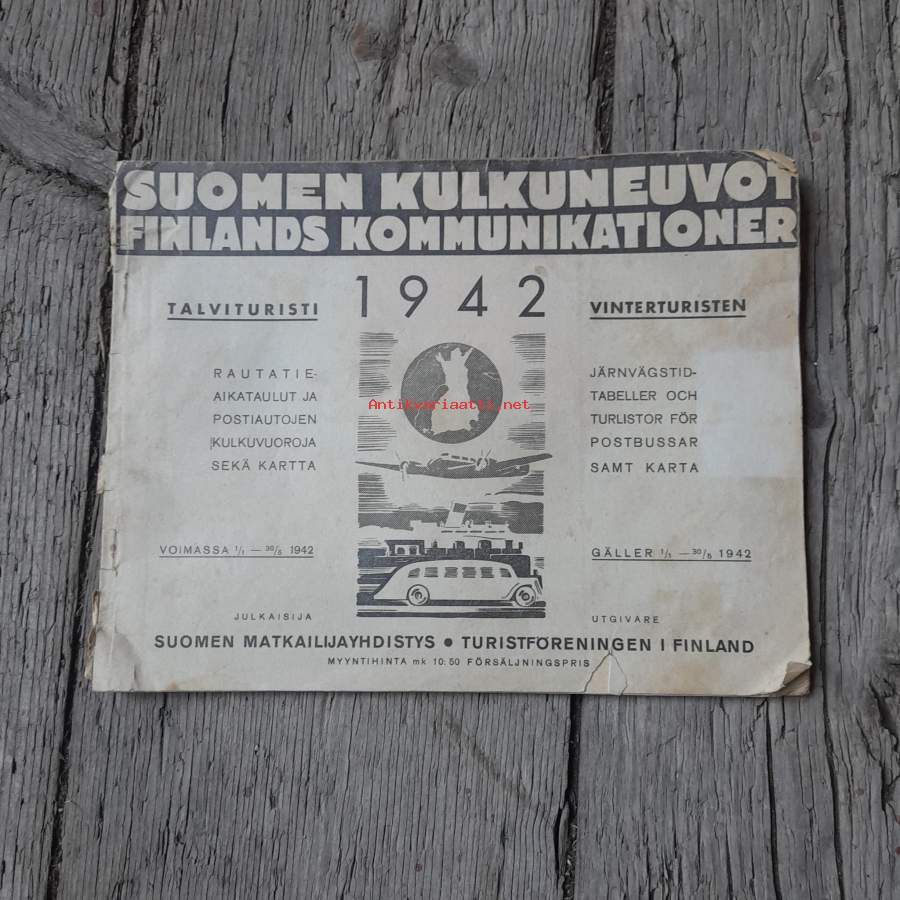 SUOMEN KULKUNEUVOT
FINLANDS KOMMUNIKATIONER
1942
TALVITURISTI
RAUTATIE-
AIKATAULUT JA
POSTIAUTOJEN
KULKUVUOROJA
SEKÄ KARTTA
VOIMASSA 1/1 — 30/5 1942
VINTERTURISTEN
JÄRNVÄGSTID-
TABELLER OCH
TURLISTOR FÖR
POSTBUSSAR
SAMT KARTA
GÄLLER 1/1 — 30/5 1942
Antikvariaatti.net
JULKAISIJA
UTGIVARE
SUOMEN MATKAILIJAYHDISTYS • TURISTFÖRENINGEN I FINLAND
MYYNTIHINTA mk 10:50 FÖRSÄLJNINGSPRIS